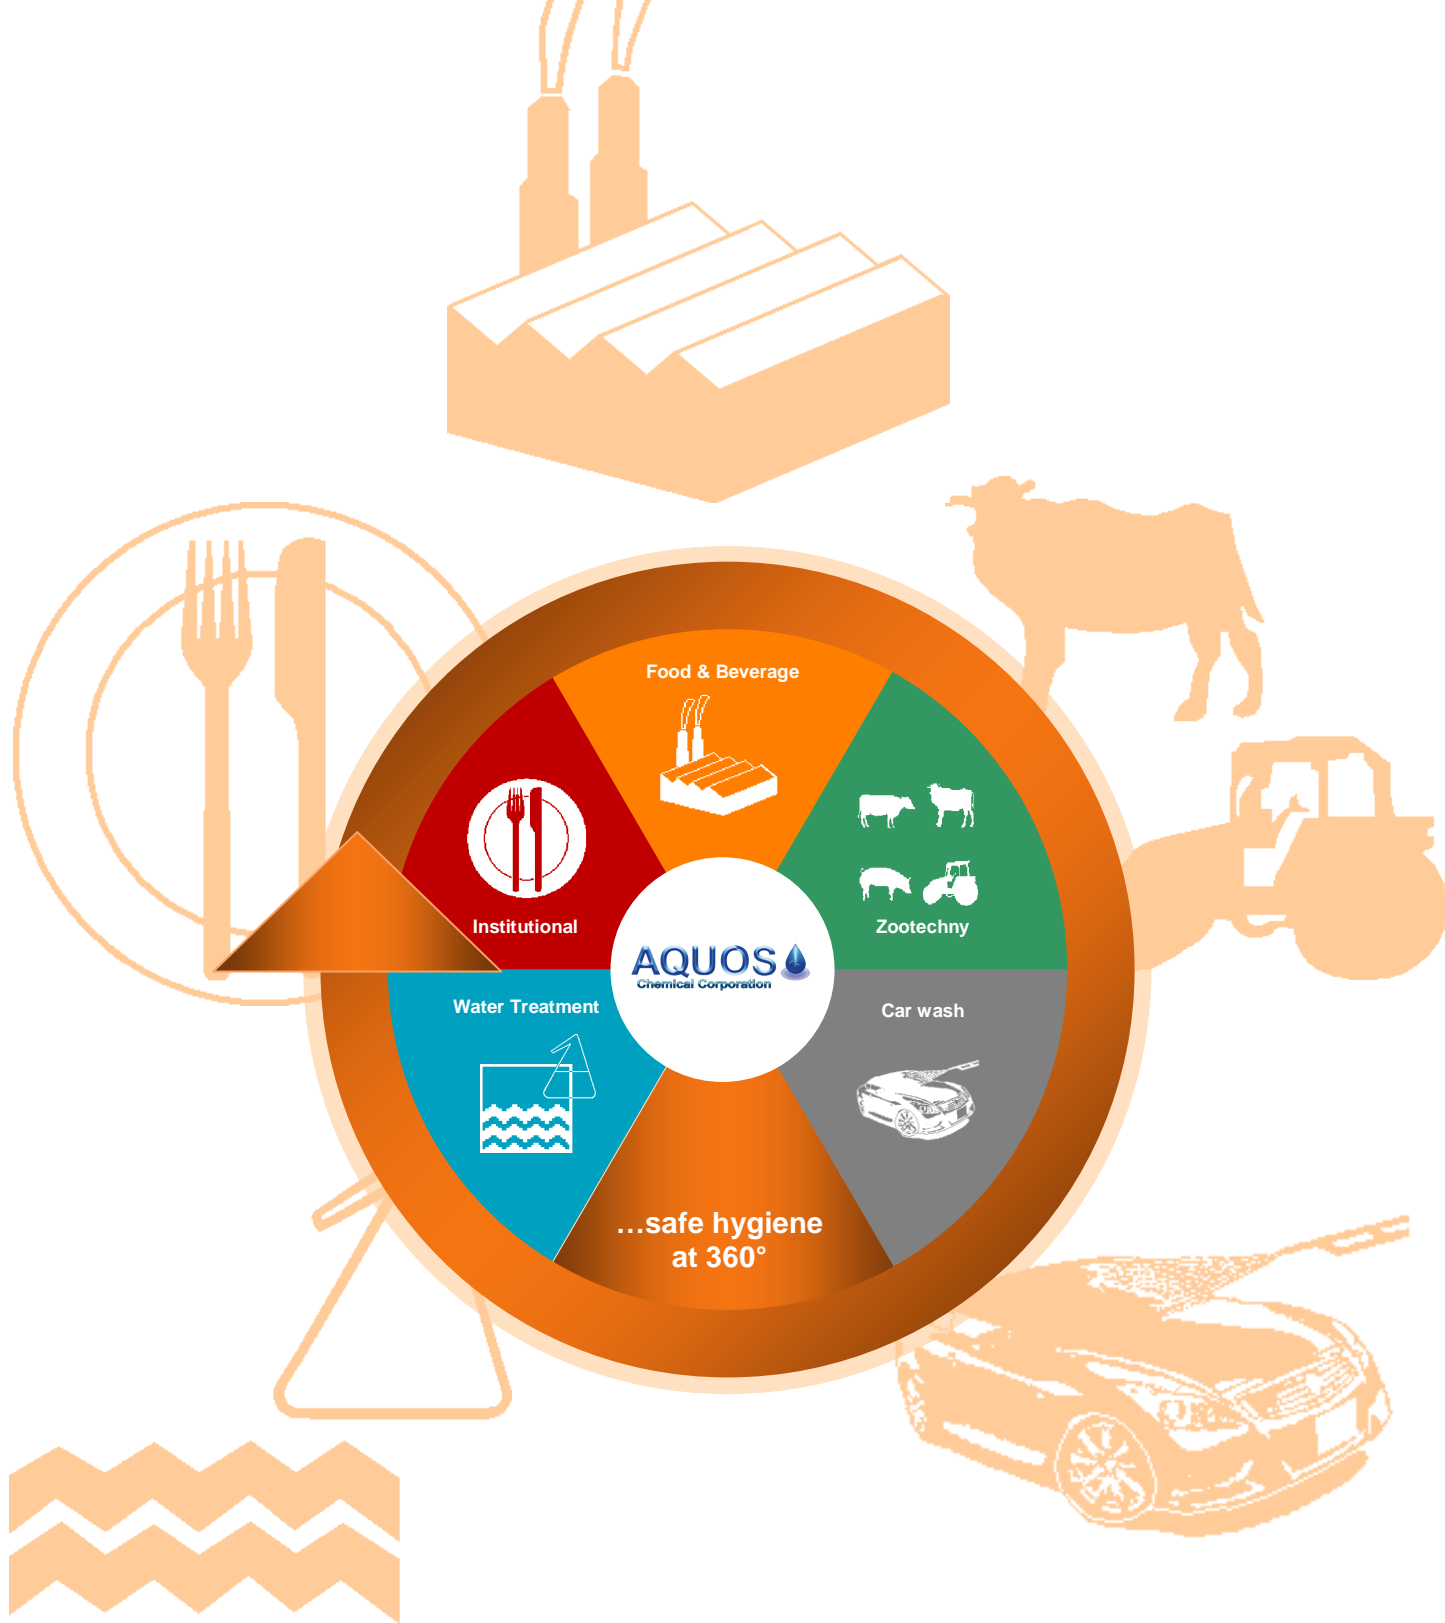 Food & Beverage
Institutional
Zootechny
AQUOS
Chemical Corporation
Water Treatment
Car wash
…safe hygiene
at 360°